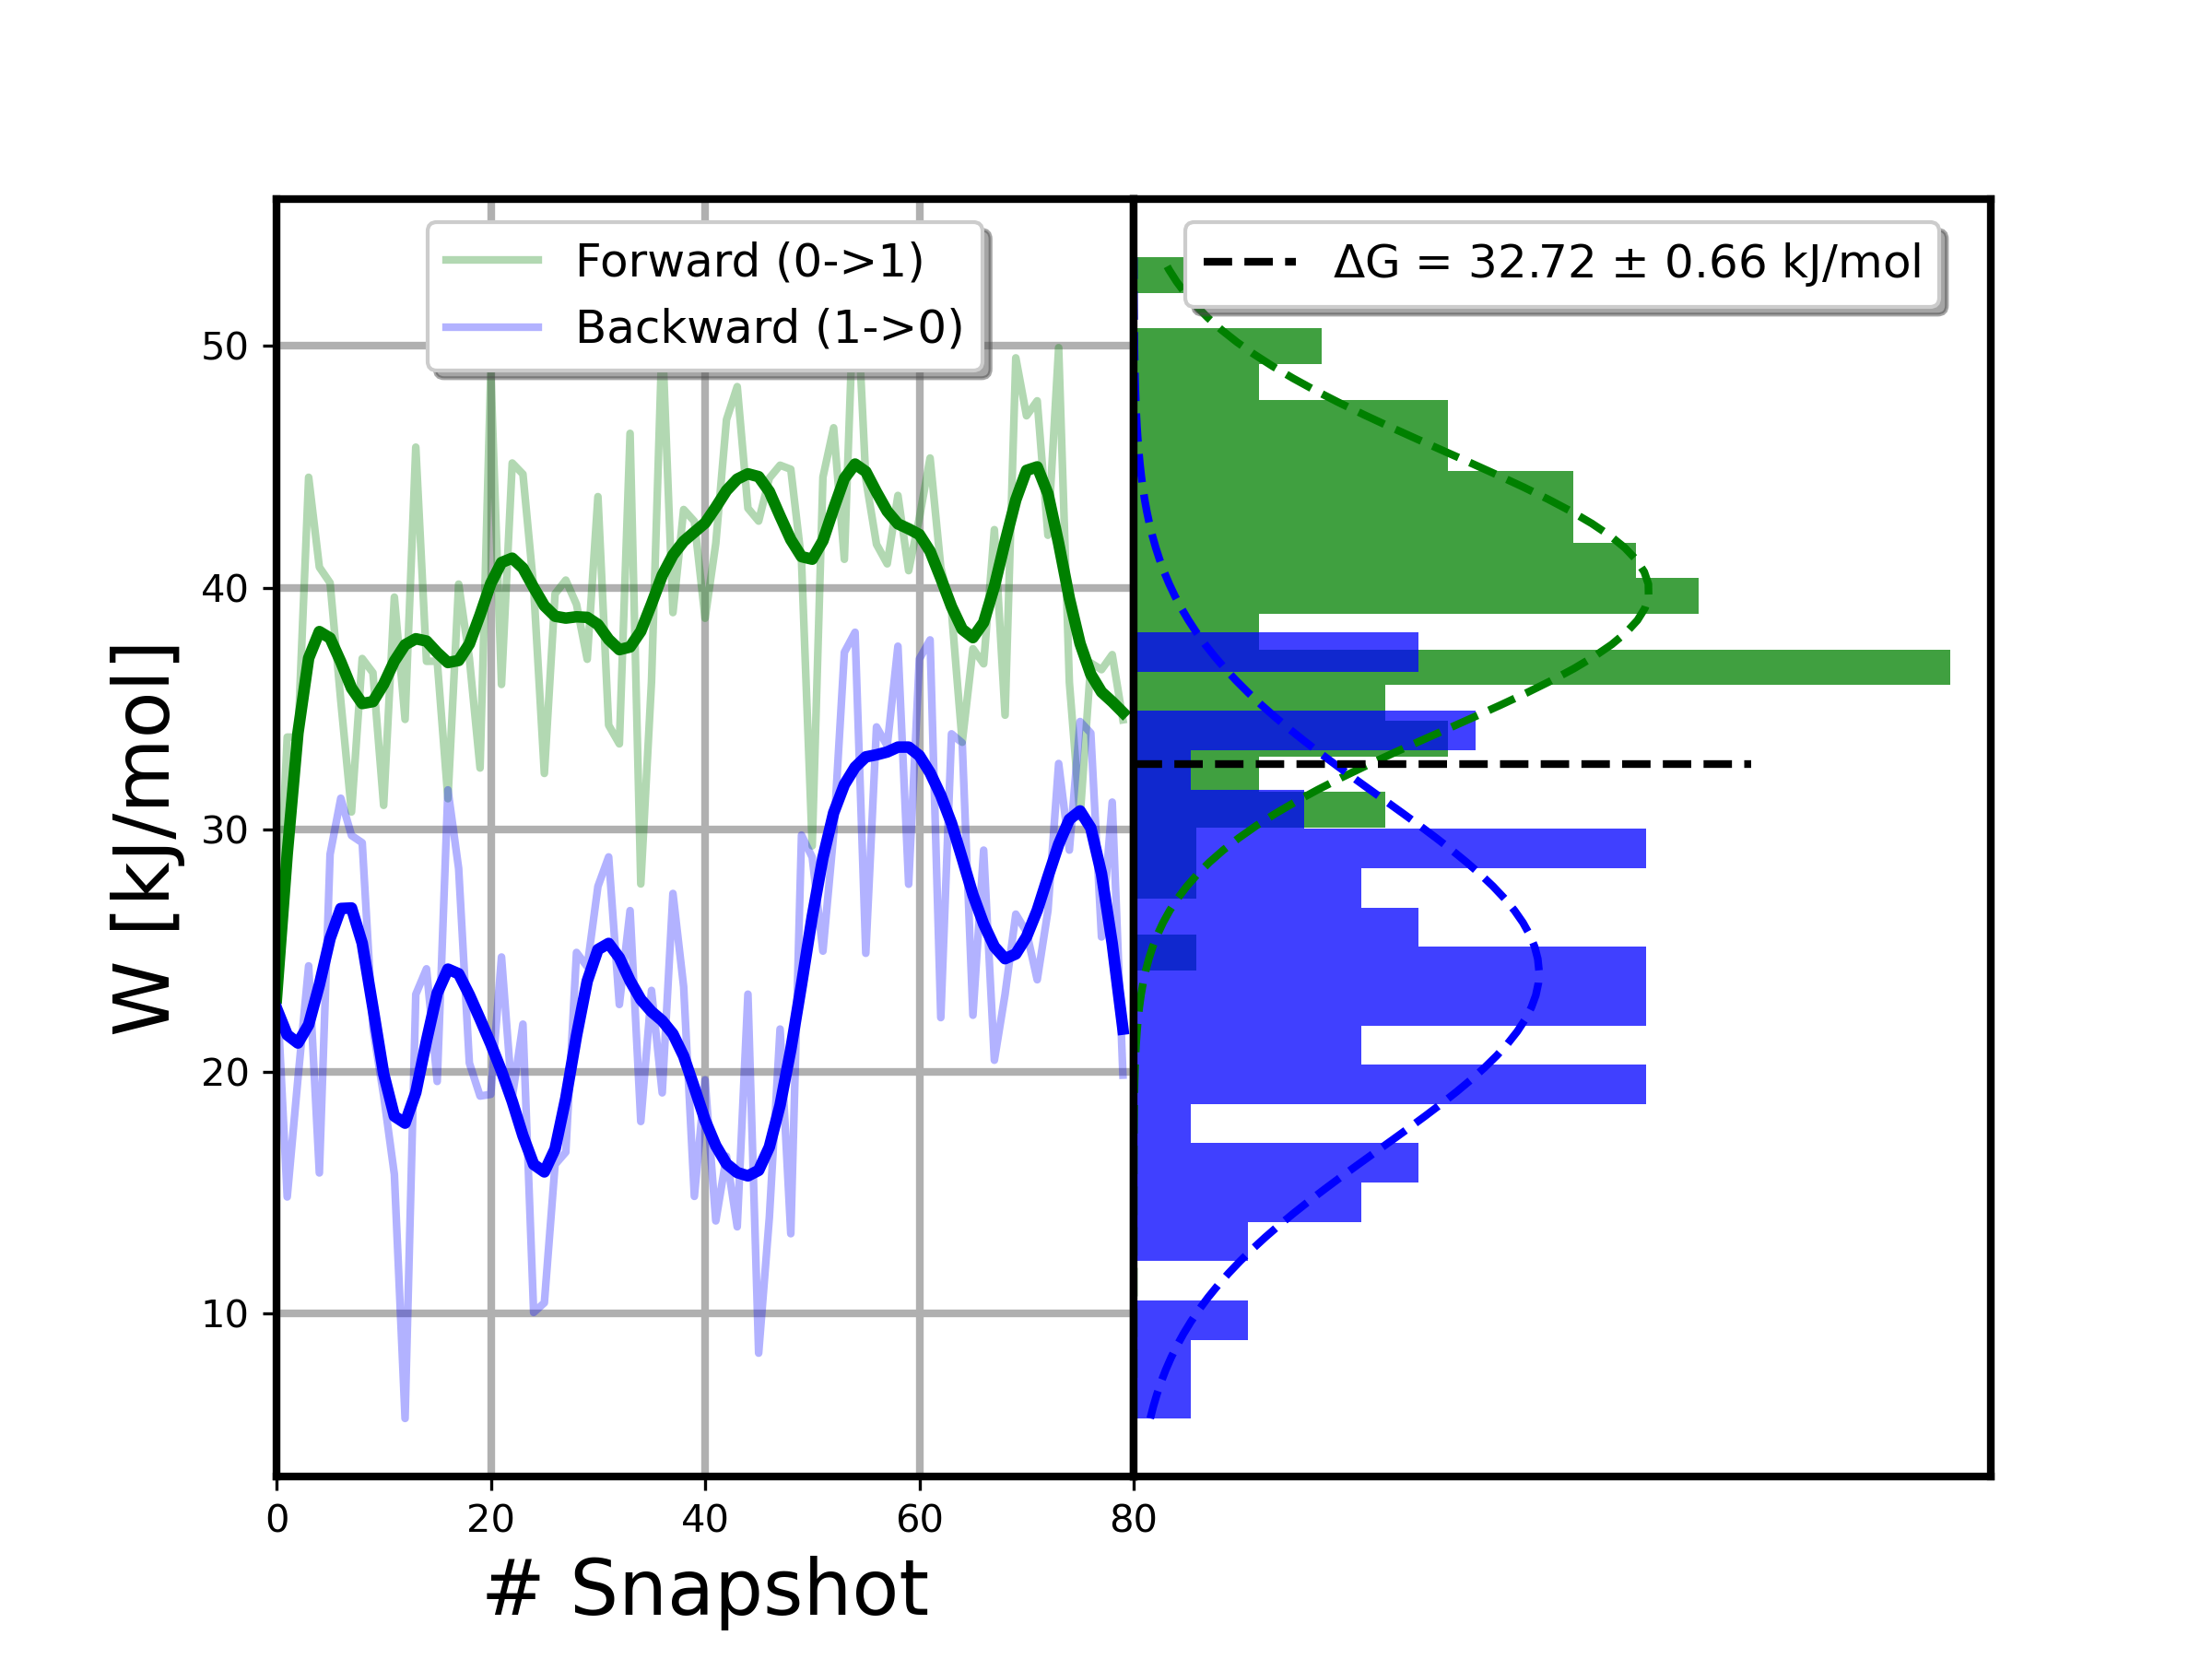 Forward (0->1)
Backward (1->0)
ΔG = 32.72 ± 0.66 kJ/mol
50
40
30
20
10
W [kJ/mol]
0 20 40 60 80
# Snapshot